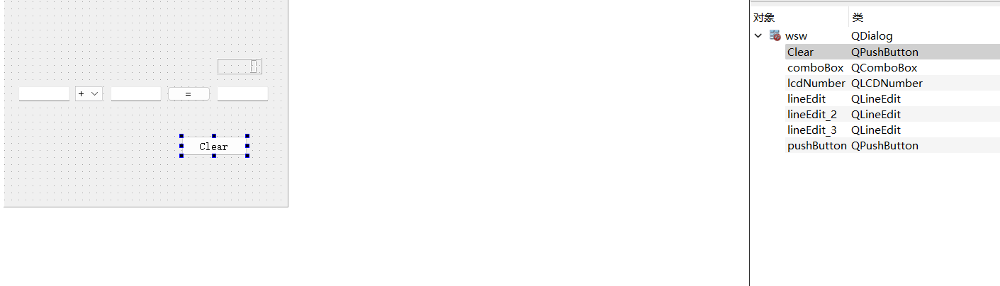 0
+
=
Clear
对象 类
wsw QDialog
Clear QPushButton
comboBox QComboBox
lcdNumber QLCDNumber
lineEdit QLineEdit
lineEdit_2 QLineEdit
lineEdit_3 QLineEdit
pushButton QPushButton